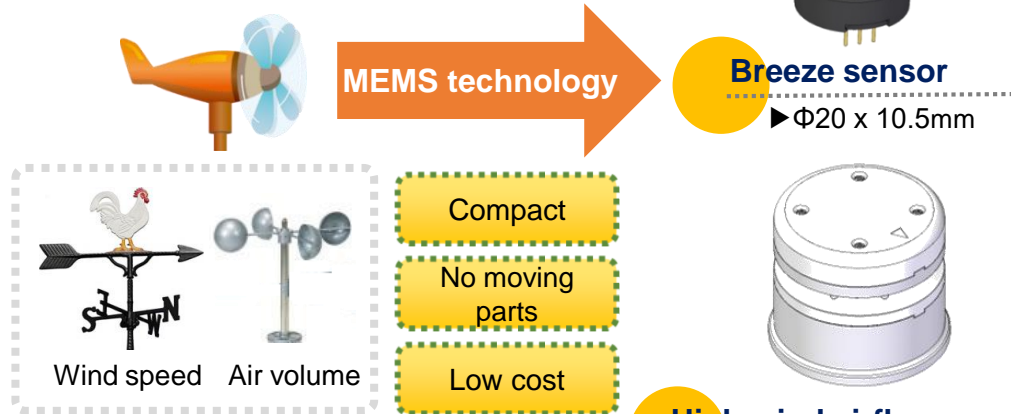 MEMS technology
Breeze sensor
▶Φ20 x 10.5mm
Compact
No moving
parts
Low cost
Wind speed
Air volume
S
W
N